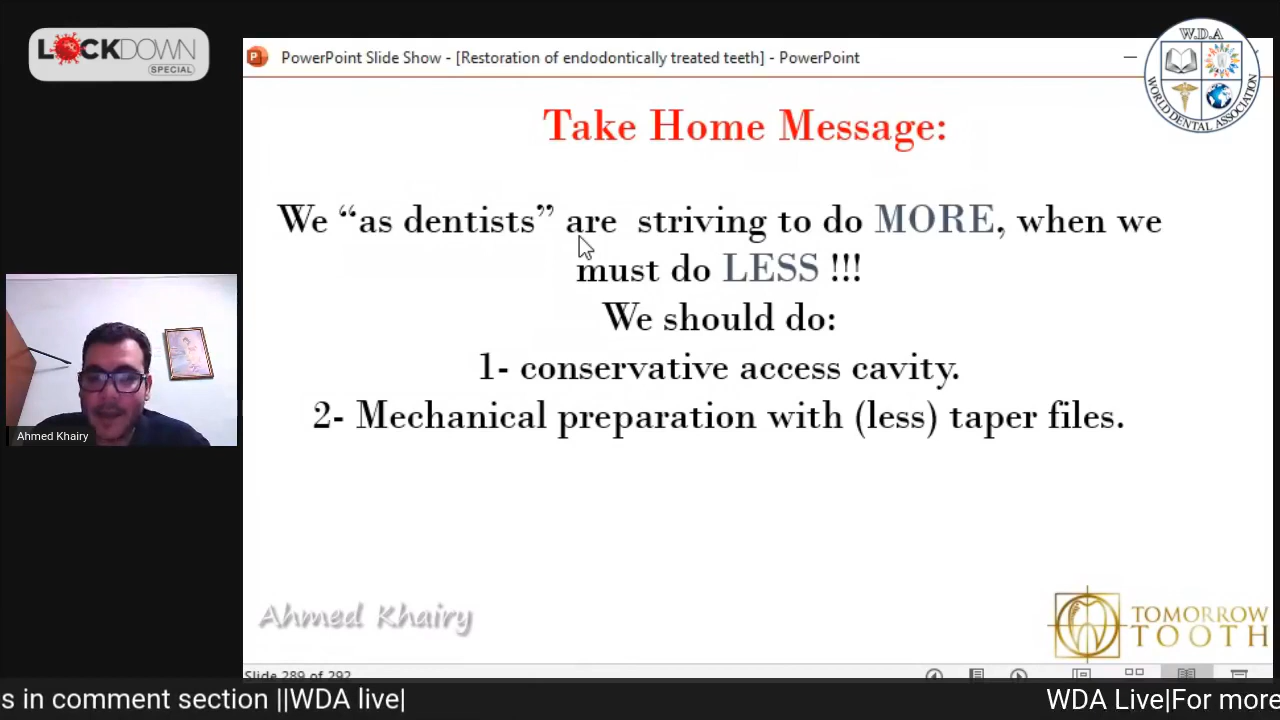 LOCKDOWN
SPECIAL
PowerPoint Slide Show - [Restoration of endodontically treated teeth] - PowerPoint
W.D.A
WORLD DENTAL ASSOCIATION
Take Home Message:
We “as dentists” are striving to do MORE, when we
must do LESS !!!
We should do:
1- conservative access cavity.
2- Mechanical preparation with (less) taper files.
Ahmed Khairy
Ahmed Khairy
TOMORROW
TOOTH
Slide 289 of 292
s in comment section ||WDA live|
WDA Live|For more